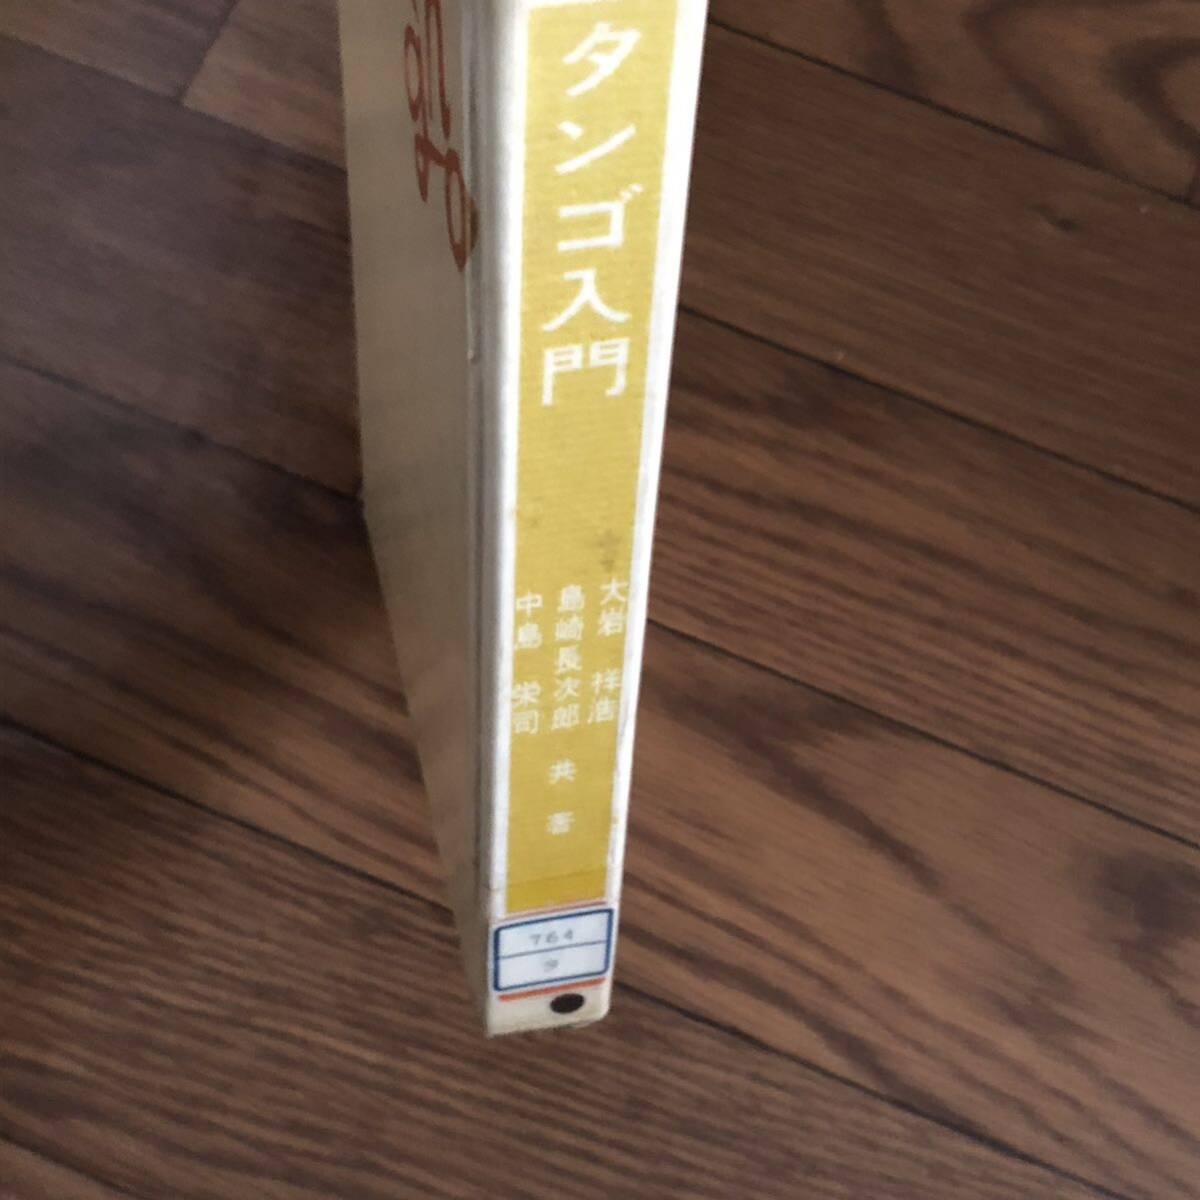 タンゴ入門
大岩祥浩
島崎長次郎
中島栄司
共著
764
タ